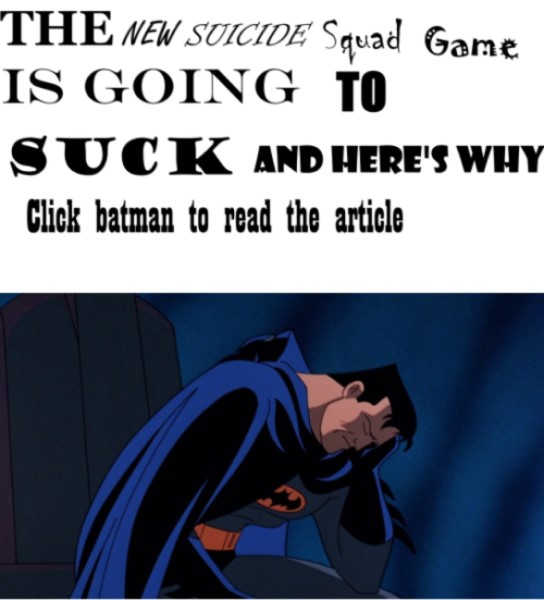 THE NEW SUICIDE Squad Game
IS GOING TO
SUCK AND HERE'S WHY
Click batman to read the article